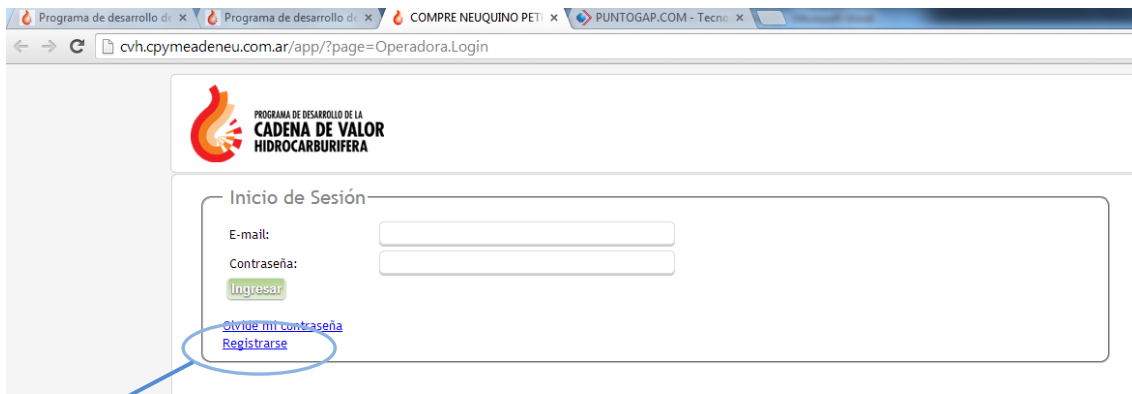 Programa de desarrollo de
Programa de desarrollo de
COMPRE NEUQUINO PET
PUNTOGAP.COM - Tecno
cvh.cpymeadeneu.com.ar/app/?page=Operadora.Login
PROGRAMA DE DESARROLLO DE LA
CADENA DE VALOR
HIDROCARBURIFERA
Inicio de Sesión
E-mail:
Contraseña:
Ingresar
Olvidé mi contraseña
Registrarse